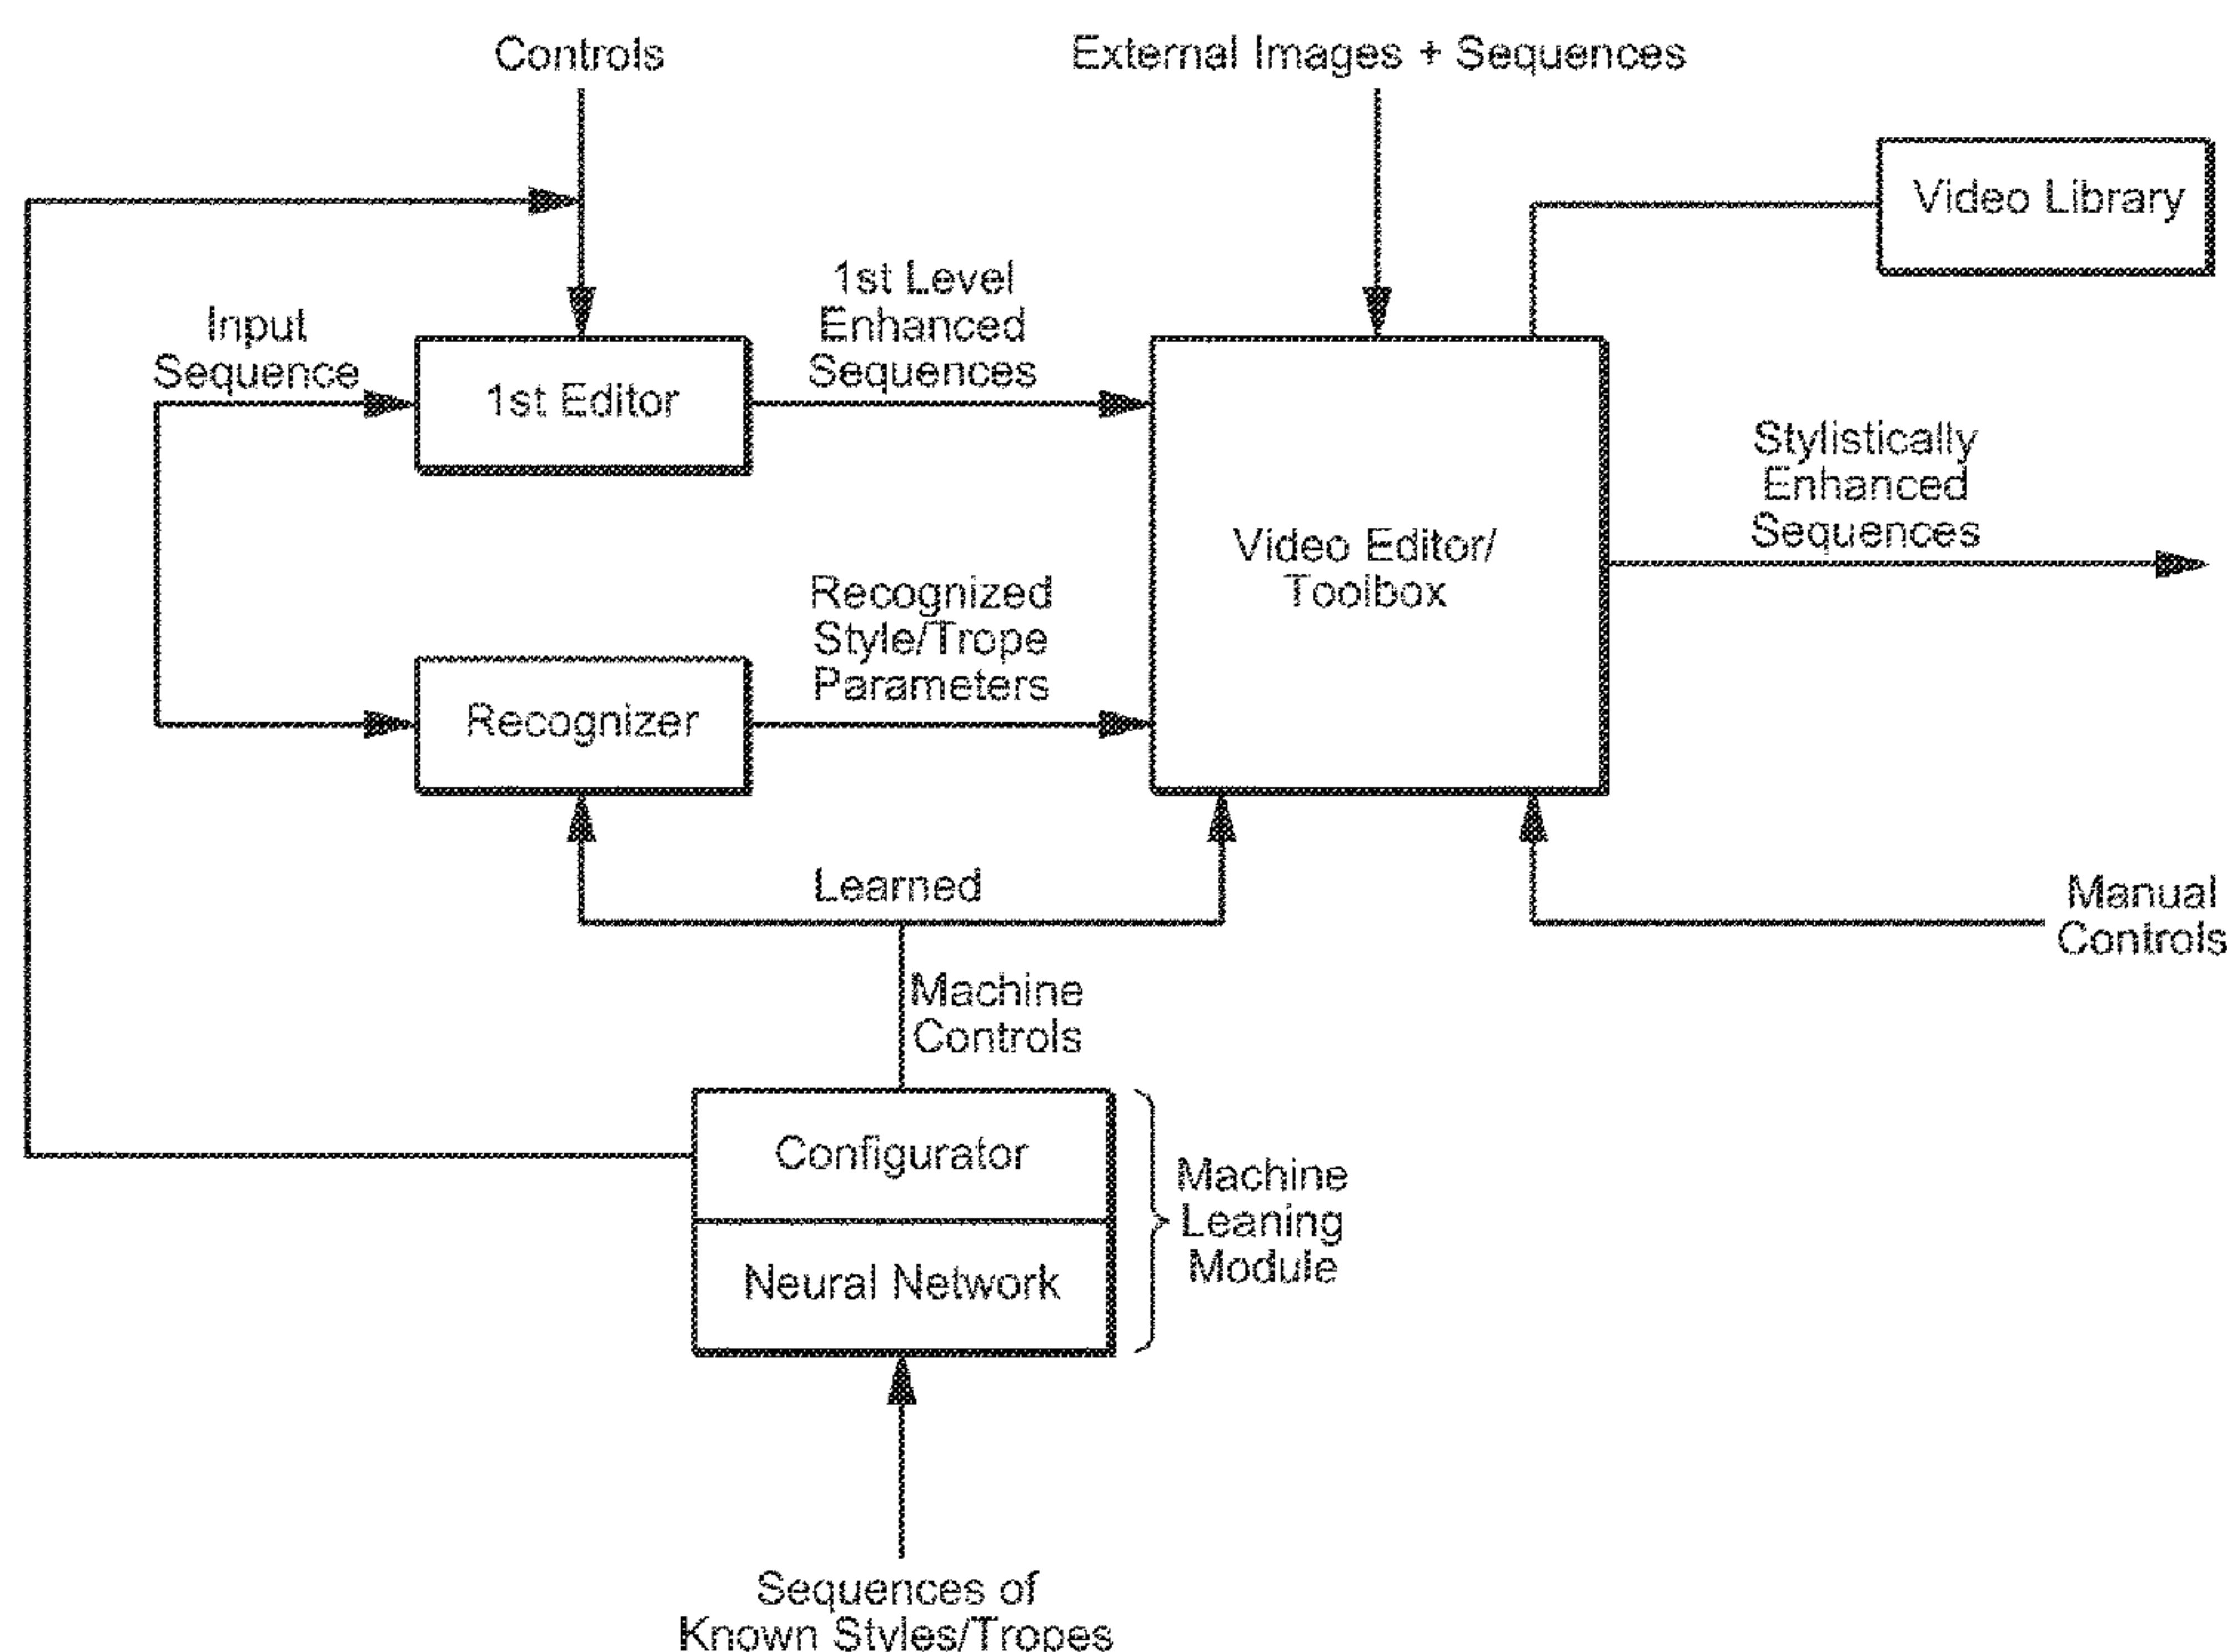 Controls
External Images + Sequences
Video Library
Input
Sequence
1st Editor
1st Level
Enhanced
Sequences
Video Editor/
Toolbox
Stylistically
Enhanced
Sequences
Recognizer
Recognized
Style/Trope
Parameters
Learned
Manual
Controls
Machine
Controls
Configurator
Neural Network
Machine
Leaning
Module
Sequences of
Known Styles/Tropes